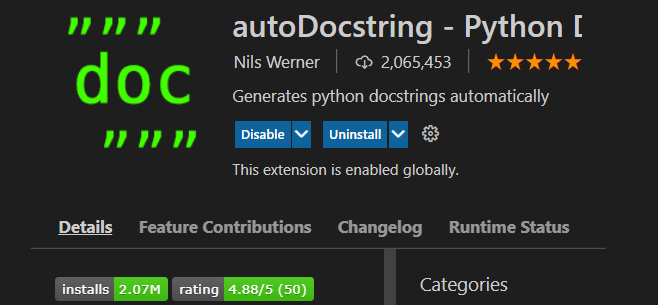 ”””
doc
”””
autoDocstring - Python
Nils Werner 2,065,453
Generates python docstrings automatically
Disable Uninstall
This extension is enabled globally.
Details Feature Contributions Changelog Runtime Status
installs 2.07M rating 4.88/5 (50)
Categories